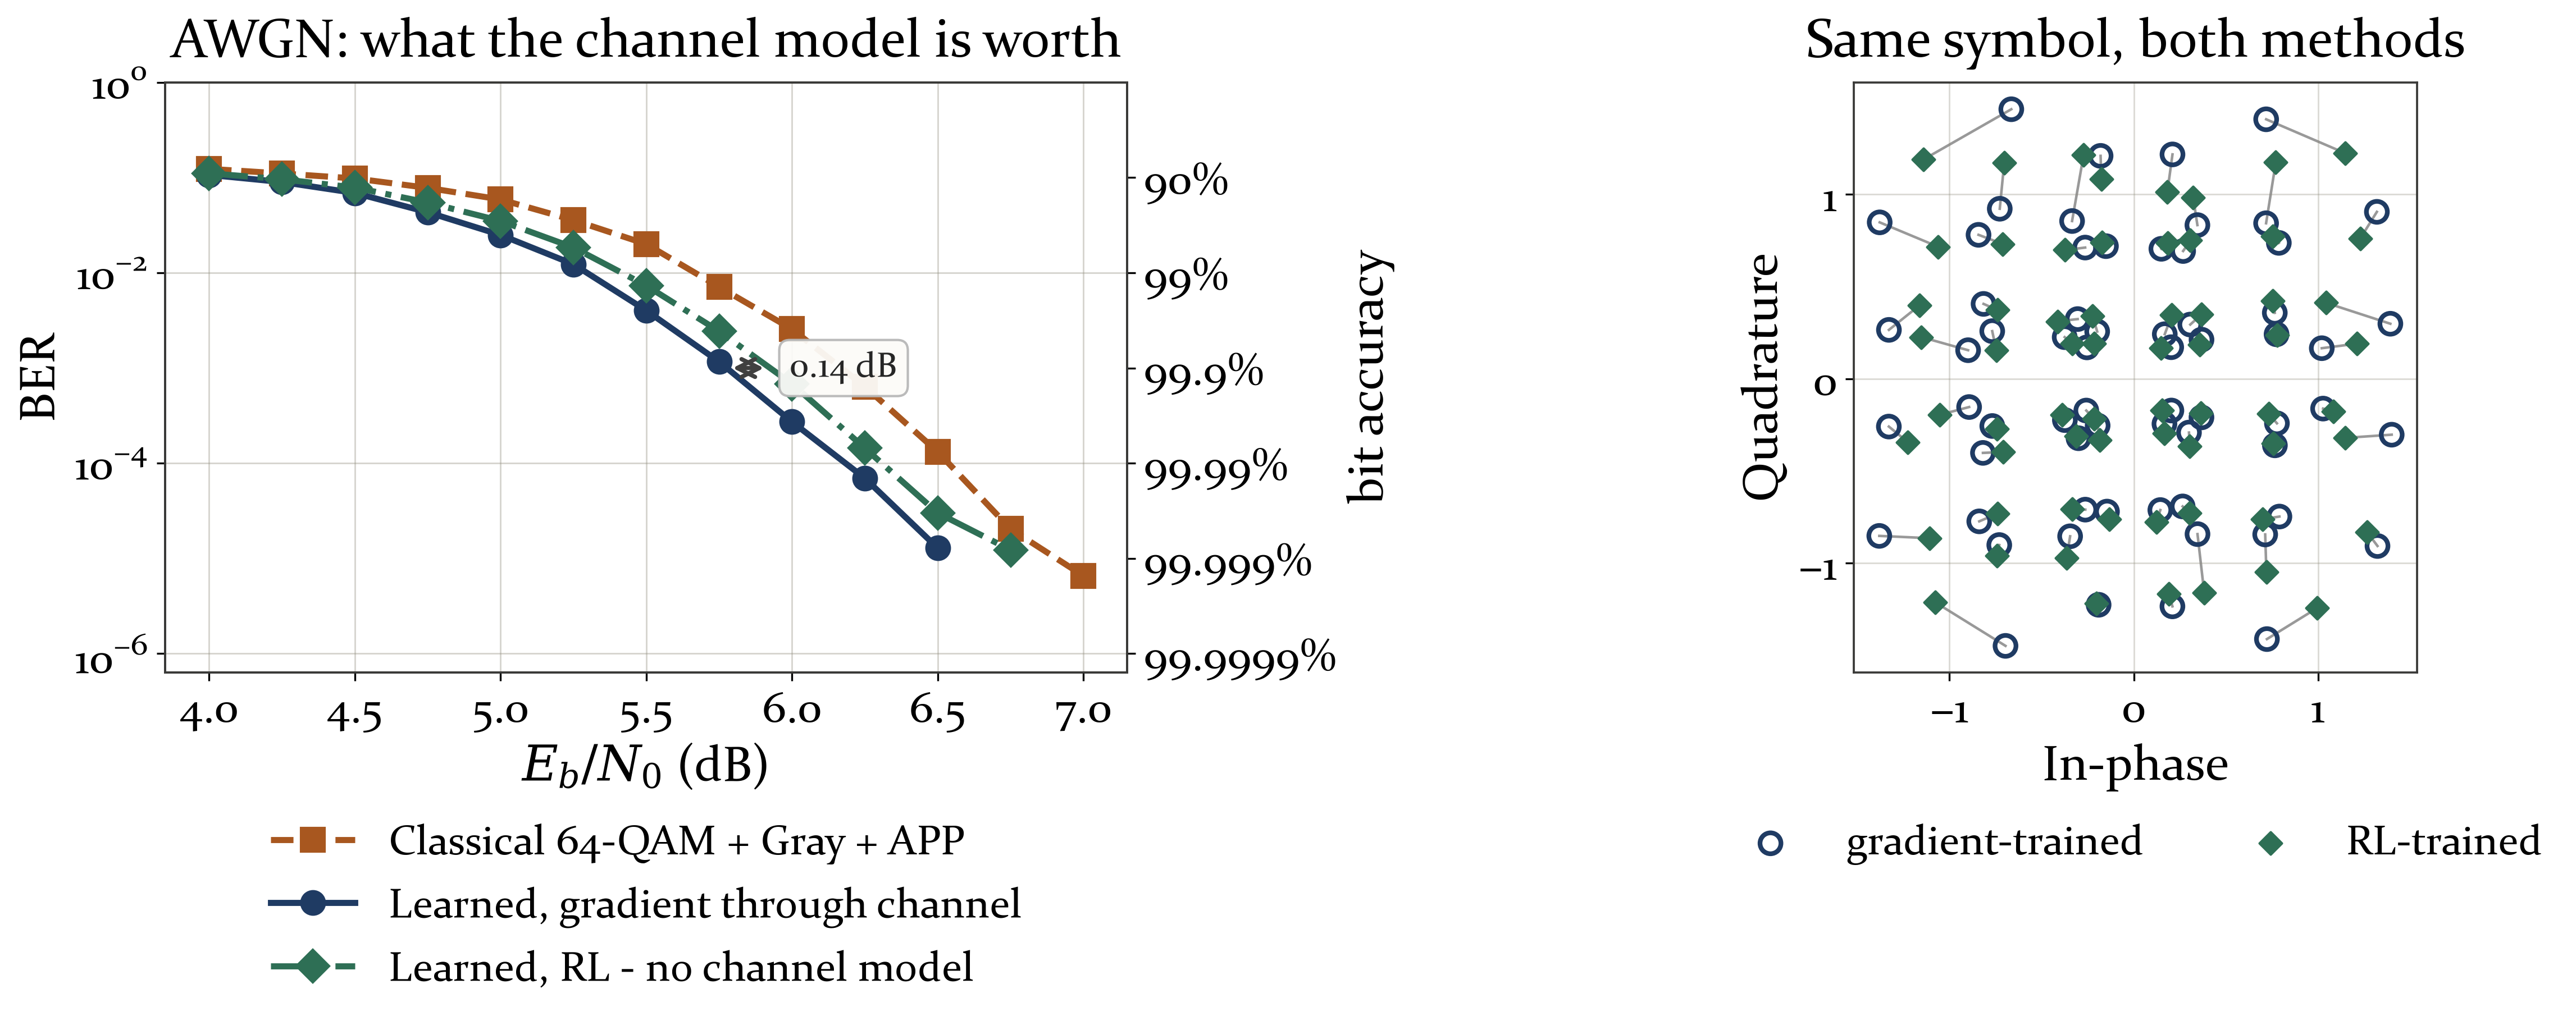 AWGN: what the channel model is worth
10⁰
10⁻²
10⁻⁴
10⁻⁶
BER
90%
99%
99.9%
99.99%
99.999%
99.9999%
bit accuracy
0.14 dB
4.0 4.5 5.0 5.5 6.0 6.5 7.0
E_b/N_0 (dB)
Classical 64-QAM + Gray + APP
Learned, gradient through channel
Learned, RL - no channel model
Same symbol, both methods
1
0
−1
Quadrature
−1 0 1
In-phase
gradient-trained RL-trained